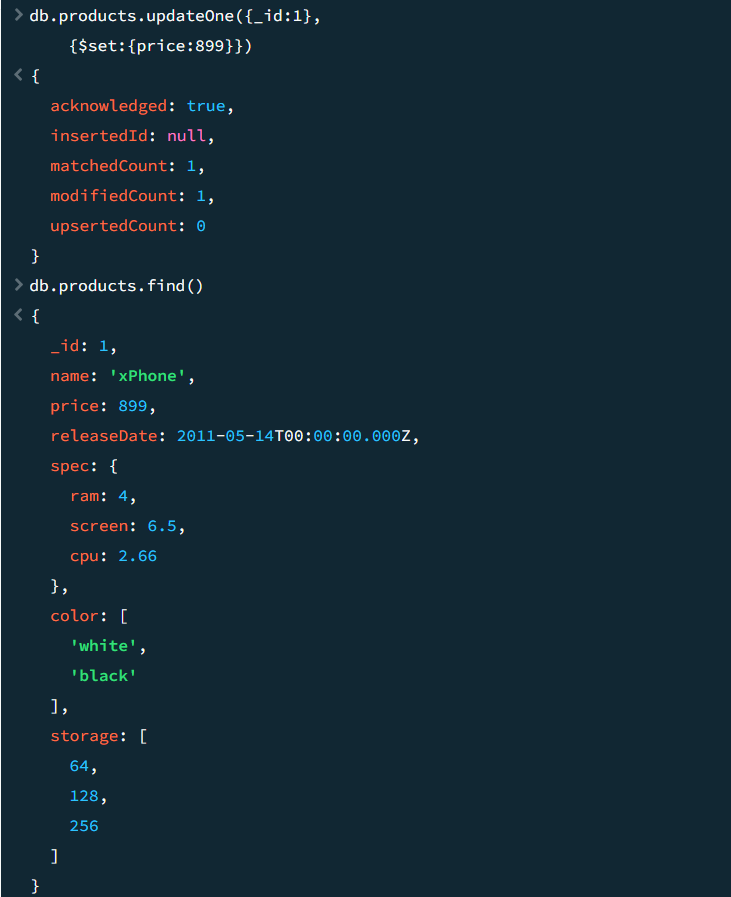 > db.products.updateOne({_id:1},
{$set:{price:899}})
< {
acknowledged: true,
insertedId: null,
matchedCount: 1,
modifiedCount: 1,
upsertedCount: 0
}
> db.products.find()
< {
_id: 1,
name: 'xPhone',
price: 899,
releaseDate: 2011-05-14T00:00:00.000Z,
spec: {
ram: 4,
screen: 6.5,
cpu: 2.66
},
color: [
'white',
'black'
],
storage: [
64,
128,
256
]
}